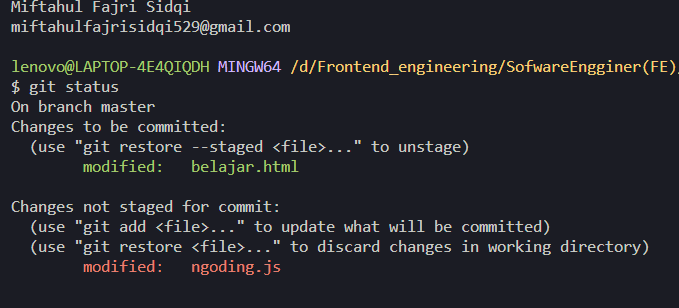 Miftahul Fajri Sidqi
miftahulfajrisidqi529@gmail.com
lenovo@LAPTOP-4E4QIQDH MINGW64 /d/Frontend_engineering/SofwareEngginer(FE)
$ git status
On branch master
Changes to be committed:
  (use "git restore --staged <file>..." to unstage)
        modified:   belajar.html

Changes not staged for commit:
  (use "git add <file>..." to update what will be committed)
  (use "git restore <file>..." to discard changes in working directory)
        modified:   ngoding.js